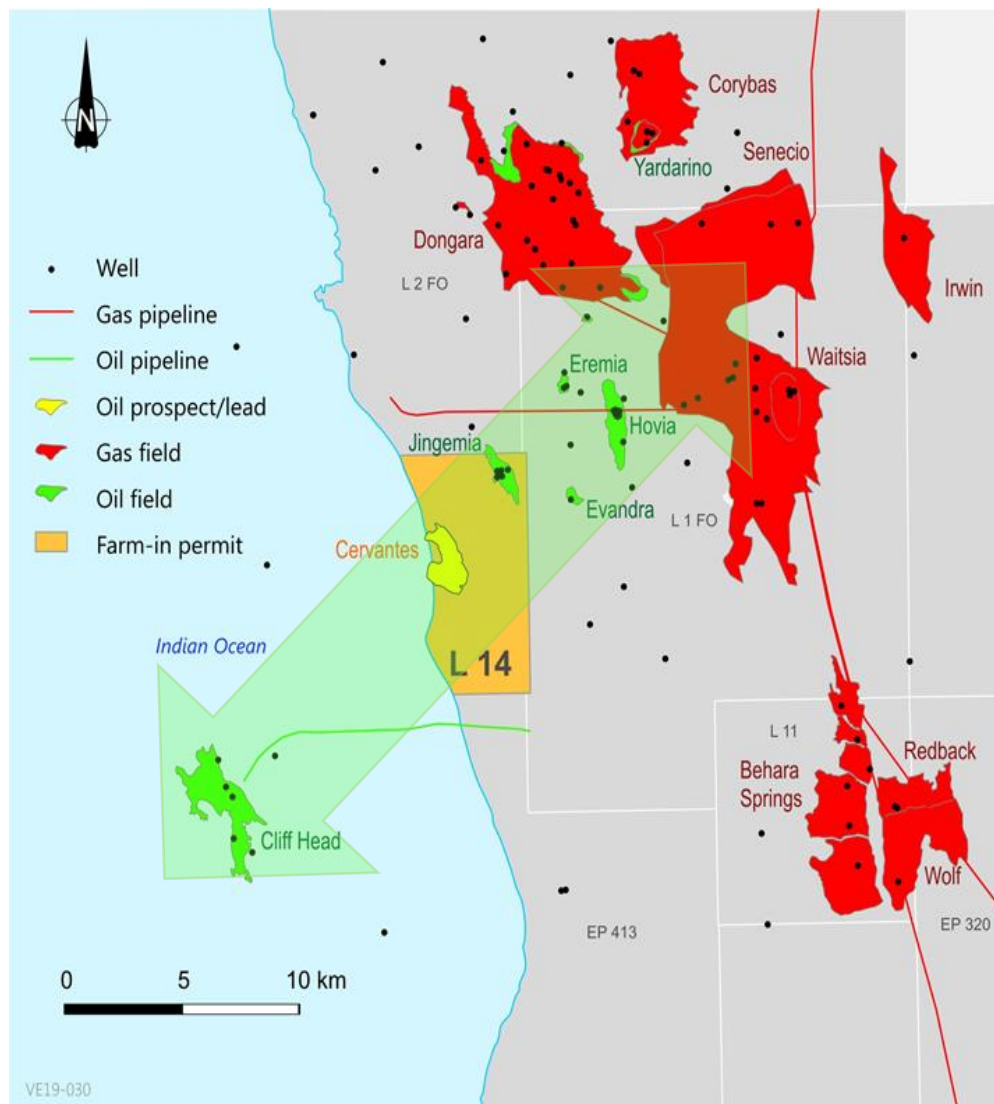 N
Corybas
Senecio
Yardarino
Dongara
L 2 FO
Irwin
Well
Gas pipeline
Oil pipeline
Oil prospect/lead
Gas field
Oil field
Farm-in permit
Waitsia
Eremia
Hovia
Jingemia
Evandra
L 1 FO
Cervantes
Indian Ocean
L 14
L 11
Redback
Behara
Springs
Cliff Head
Wolf
EP 413
EP 320
0 5 10 km
VE19-030